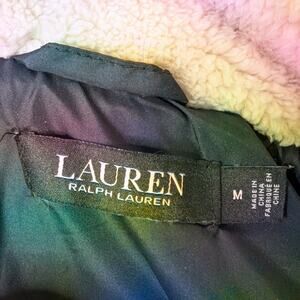 LAUREN
RALPH LAUREN
M
MADE IN
CHINA
FABRIQUÉ EN
CHINE